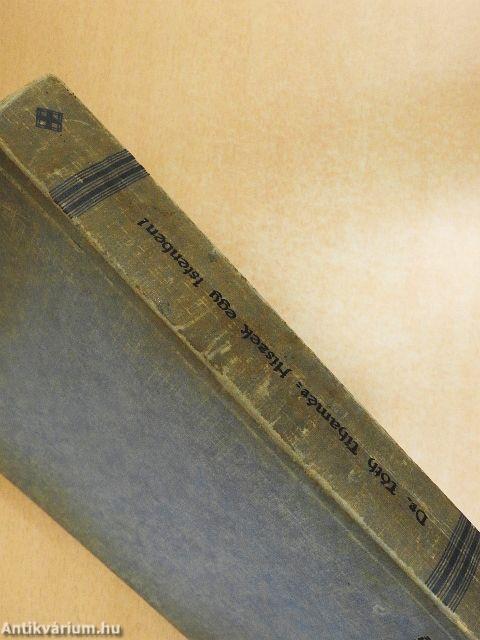 Dr. Tóth Tihamér: Hiszek egy Istenben!
Antikvárium.hu